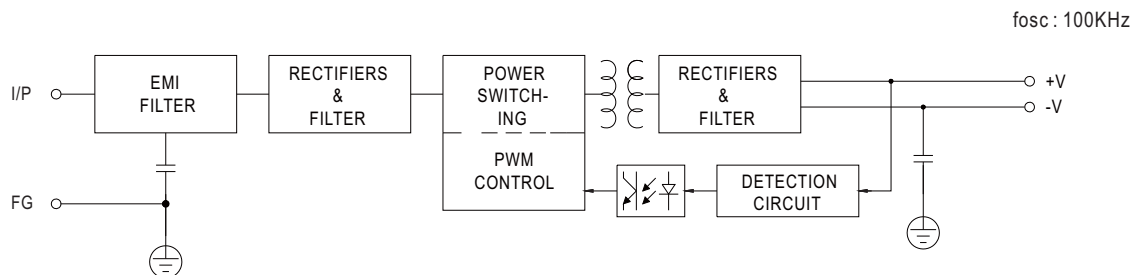 fosc : 100KHz
I/P
EMI
FILTER
RECTIFIERS
&
FILTER
POWER
SWITCH-
ING
RECTIFIERS
&
FILTER
+V
-V
PWM
CONTROL
DETECTION
CIRCUIT
FG